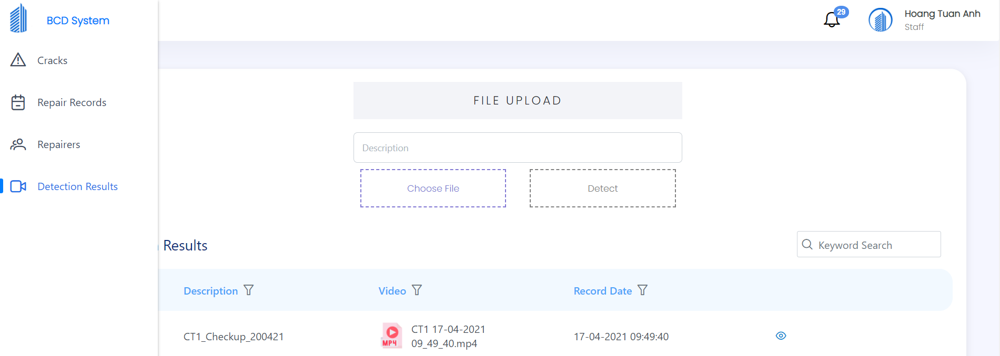 BCD System
29
Hoang Tuan Anh
Staff
Cracks
Repair Records
Repairers
Detection Results
FILE UPLOAD
Description
Choose File
Detect
Results
Keyword Search
Description
Video
Record Date
CT1_Checkup_200421
MP4
CT1 17-04-2021
09_49_40.mp4
17-04-2021 09:49:40